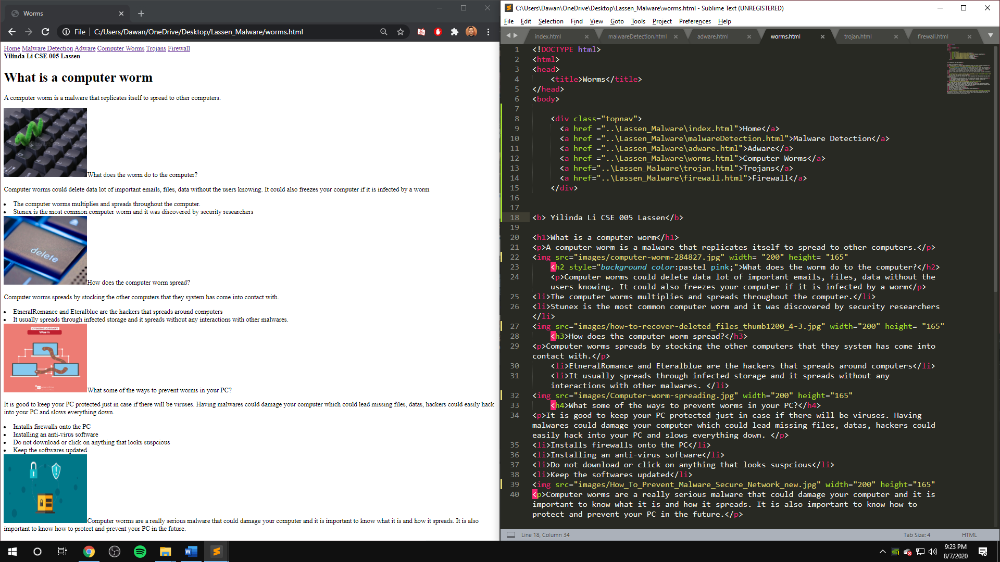 Worms
File C:/Users/Dawan/OneDrive/Desktop/Lassen_Malware/worms.html
Home Malware Detection Adware Computer Worms Trojans Firewall
Yilinda Li CSE 005 Lassen
What is a computer worm
A computer worm is a malware that replicates itself to spread to other computers.
What does the worm do to the computer?
Computer worms could delete data lot of important emails, files, data without the users knowing. It could also freezes your computer if it is infected by a worm
The computer worms multiplies and spreads throughout the computer.
Stunex is the most common computer worm and it was discovered by security researchers
delete
How does the computer worm spread?
Computer worms spreads by stocking the other computers that they system has come into contact with.
EtneralRomance and Eteralblue are the hackers that spreads around computers
It usually spreads through infected storage and it spreads without any interactions with other malwares.
CYBERGLOSSARY
Worm
What some of the ways to prevent worms in your PC?
It is good to keep your PC protected just in case if there will be viruses. Having malwares could damage your computer which could lead missing files, datas, hackers could easily hack
into your PC and slows everything down.
Installs firewalls onto the PC
Installing an anti-virus software
Do not download or click on anything that looks suspcious
Keep the softwares updated
Computer worms are a really serious malware that could damage your computer and it is important to know what it is and how it spreads. It is also
important to know how to protect and prevent your PC in the future.
C:\Users\Dawan\OneDrive\Desktop\Lassen_Malware\worms.html - Sublime Text (UNREGISTERED)
File Edit Selection Find View Goto Tools Project Preferences Help
index.html malwareDetection.html adware.html worms.html trojan.html firewall.html
1 <!DOCTYPE html>
2 <html>
3 <head>
4 <title>Worms</title>
5 </head>
6 <body>
7
8 <div class="topnav">
9 <a href ="..\Lassen_Malware\index.html">Home</a>
10 <a href ="..\Lassen_Malware\malwareDetection.html">Malware Detection</a>
11 <a href ="..\Lassen_Malware\adware.html">Adware</a>
12 <a href ="..\Lassen_Malware\worms.html">Computer Worms</a>
13 <a href="..\Lassen_Malware\trojan.html">Trojans</a>
14 <a href="..\Lassen_Malware\firewall.html">Firewall</a>
15 </div>
16
17
18 <b> Yilinda Li CSE 005 Lassen</b>
19
20 <h1>What is a computer worm</h1>
21 <p>A computer worm is a malware that replicates itself to spread to other computers.</p>
22 <img src="images/computer-worm-284827.jpg" width= "200" height= "165"
23 <h2 style="background color:pastel pink;">What does the worm do to the computer?</h2>
24 <p>Computer worms could delete data lot of important emails, files, data without the
users knowing. It could also freezes your computer if it is infected by a worm</p>
25 <li>The computer worms multiplies and spreads throughout the computer.</li>
26 <li>Stunex is the most common computer worm and it was discovered by security researchers
</li>
27 <img src="images/how-to-recover-deleted_files_thumb1200_4-3.jpg" width="200" height= "165"
28 <h3>How does the computer worm spread?</h3>
29 <p>Computer worms spreads by stocking the other computers that they system has come into
contact with.</p>
30 <li>EtneralRomance and Eteralblue are the hackers that spreads around computers</li>
31 <li>It usually spreads through infected storage and it spreads without any
interactions with other malwares. </li>
32 <img src="images/Computer-worm-spreading.jpg" width="200" height="165"
33 <h4>What some of the ways to prevent worms in your PC?</h4>
34 <p>It is good to keep your PC protected just in case if there will be viruses. Having
malwares could damage your computer which could lead missing files, datas, hackers could
easily hack into your PC and slows everything down. </p>
35 <li>Installs firewalls onto the PC</li>
36 <li>Installing an anti-virus software</li>
37 <li>Do not download or click on anything that looks suspcious</li>
38 <li>Keep the softwares updated</li>
39 <img src="images/How_To_Prevent_Malware_Secure_Network_new.jpg" width="200" height="165"
40 <p>Computer worms are a really serious malware that could damage your computer and it is
important to know what it is and how it spreads. It is also important to know how to
protect and prevent your PC in the future.</p>
Line 18, Column 34 Tab Size: 4 HTML
9:23 PM
8/7/2020